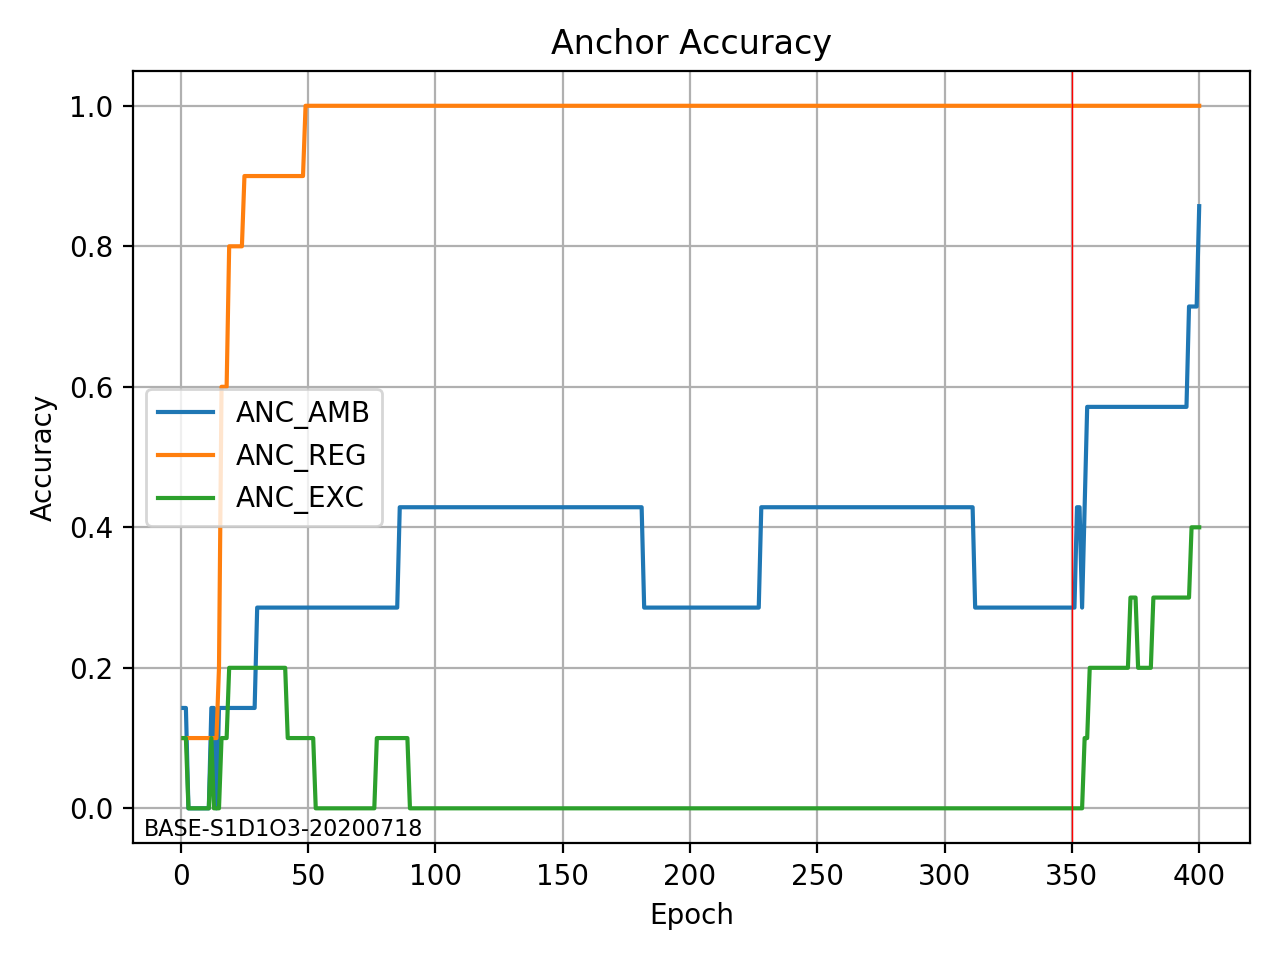 Anchor Accuracy
Accuracy
1.0
0.8
0.6
0.4
0.2
0.0
ANC_AMB
ANC_REG
ANC_EXC
BASE-S1D1O3-20200718
0 50 100 150 200 250 300 350 400
Epoch